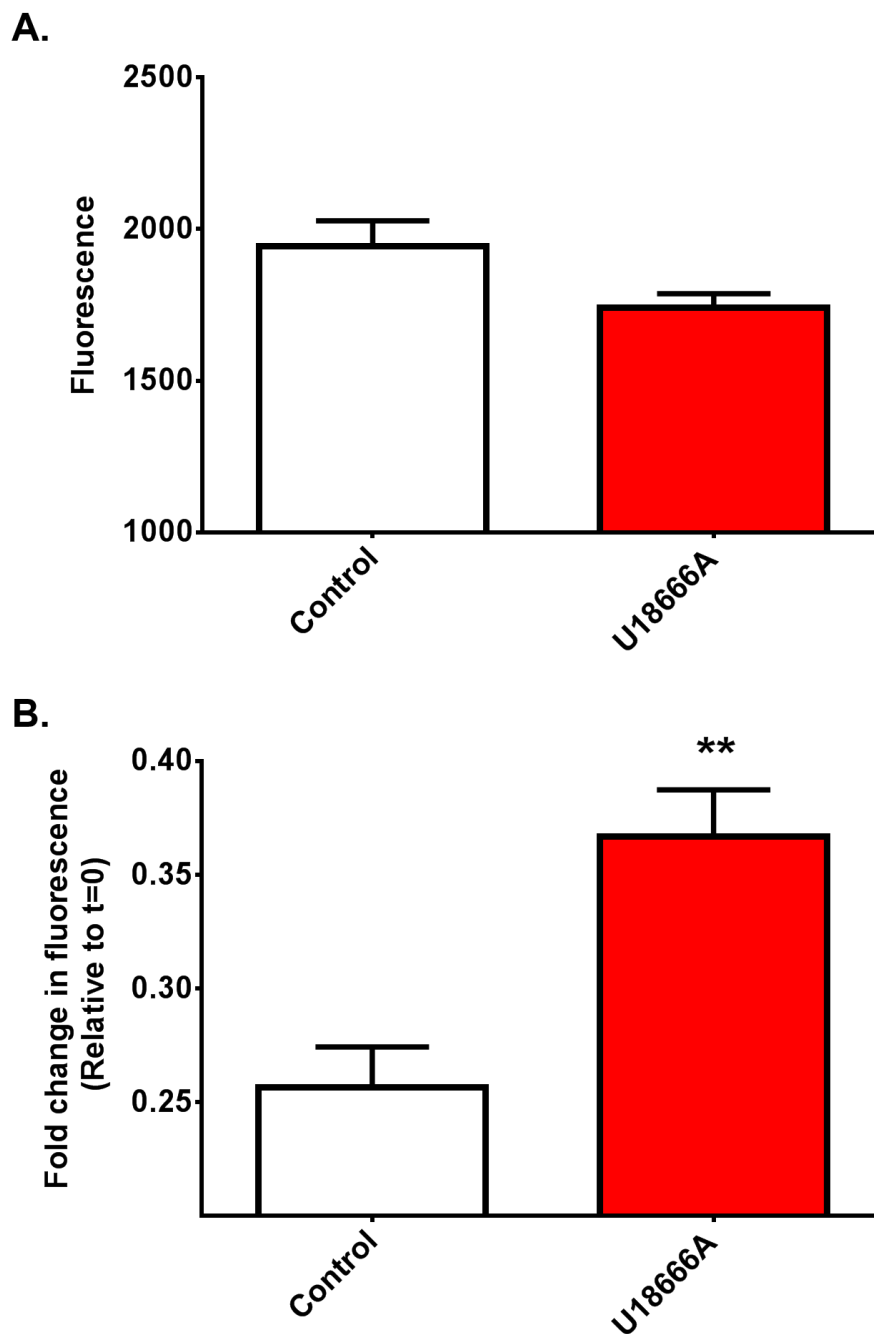 A.
2500
2000
1500
1000
Fluorescence
Control
U18666A
B.
**
0.40
0.35
0.30
0.25
Fold change in fluorescence
(Relative to t=0)
Control
U18666A